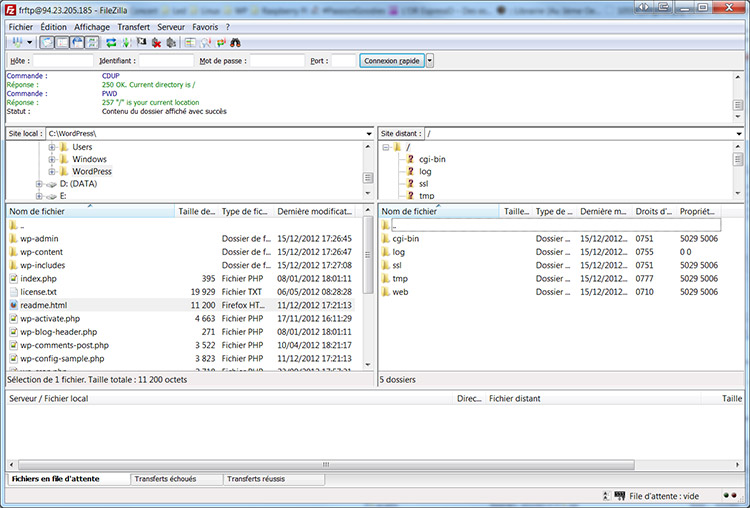 frftp@94.23.205.185 - FileZilla
Fichier Édition Affichage Transfert Serveur Favoris ?
Hôte : Identifiant : Mot de passe : Port : Connexion rapide
Commande : CDUP
Réponse : 250 OK. Current directory is /
Commande : PWD
Réponse : 257 "/" is your current location
Statut : Contenu du dossier affiché avec succès
Site local : C:\WordPress\
Users
Windows
WordPress
D: (DATA)
E:
Site distant : /
/
cgi-bin
log
ssl
tmp
Nom de fichier Taille de... Type de fic... Dernière modificat...
..
wp-admin Dossier de f... 15/12/2012 17:26:45
wp-content Dossier de f... 15/12/2012 17:26:47
wp-includes Dossier de f... 15/12/2012 17:27:08
index.php 395 Fichier PHP 08/01/2012 18:01:11
license.txt 19 929 Fichier TXT 06/05/2012 08:28:28
readme.html 11 200 Firefox HT... 11/12/2012 17:21:13
wp-activate.php 4 663 Fichier PHP 17/11/2012 16:11:29
wp-blog-header.php 271 Fichier PHP 08/01/2012 18:01:11
wp-comments-post.php 3 522 Fichier PHP 10/04/2012 18:21:17
wp-config-sample.php 3 823 Fichier PHP 11/12/2012 17:21:13
Sélection de 1 fichier. Taille totale : 11 200 octets
Nom de fichier Taille... Type de ... Dernière m... Droits d'... Propriét...
..
cgi-bin Dossier ... 15/12/2012... 0751 5029 5006
log Dossier ... 15/12/2012... 0755 0 0
ssl Dossier ... 15/12/2012... 0751 5029 5006
tmp Dossier ... 15/12/2012... 0777 5029 5006
web Dossier ... 15/12/2012... 0710 5029 5006
5 dossiers
Serveur / Fichier local Direc... Fichier distant Taille
Fichiers en file d'attente Transferts échoués Transferts réussis
File d'attente : vide